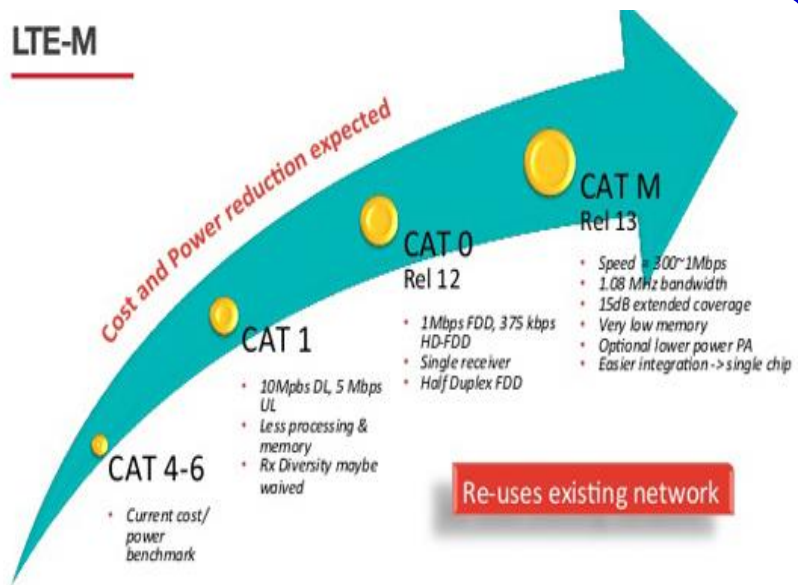 LTE-M
Cost and Power reduction expected
CAT 4-6
• Current cost/
power
benchmark
CAT 1
• 10Mpbs DL, 5 Mbps
UL
• Less processing &
memory
• Rx Diversity maybe
waived
CAT 0
Rel 12
• 1Mbps FDD, 375 kbps
HD-FDD
• Single receiver
• Half Duplex FDD
CAT M
Rel 13
• Speed = 300~1Mbps
• 1.08 MHz bandwidth
• 15dB extended coverage
• Very low memory
• Optional lower power PA
• Easier integration -> single chip
Re-uses existing network